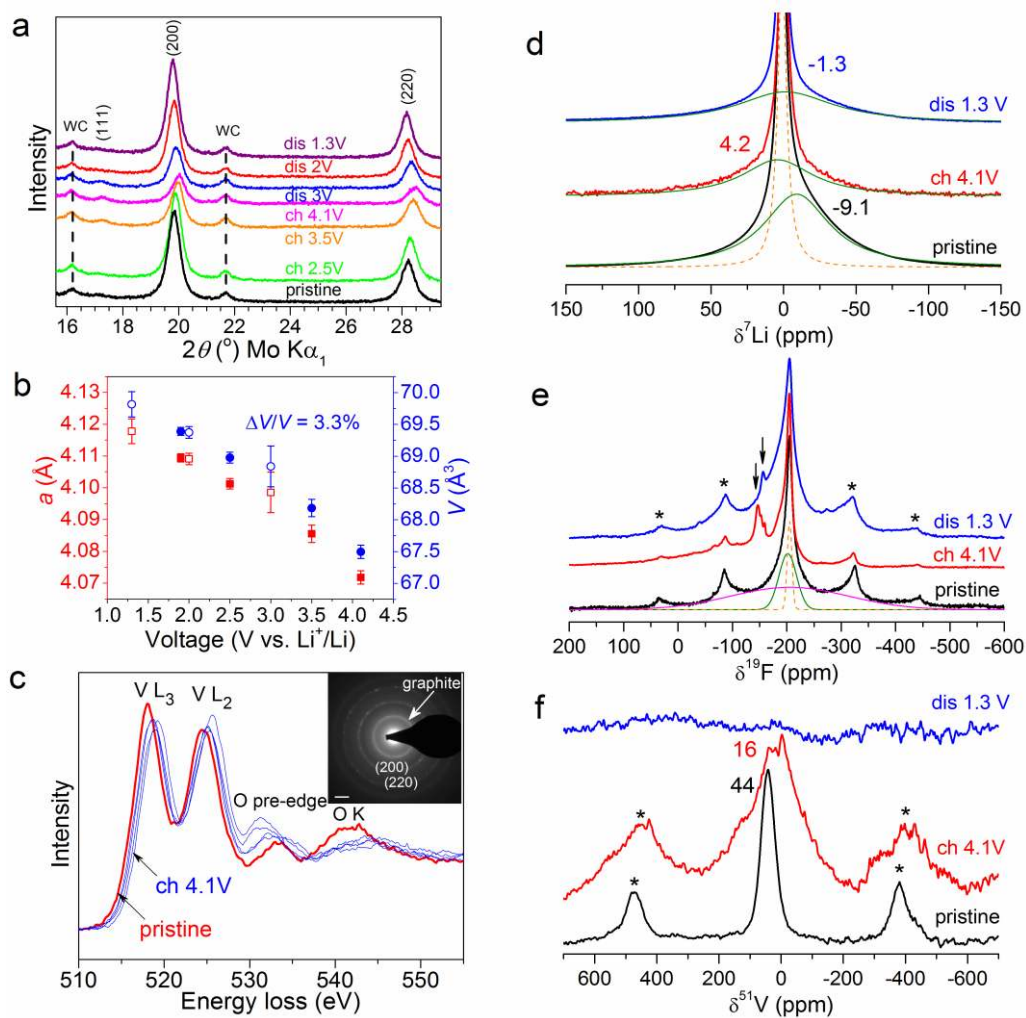 a
(200)
(220)
WC
(111)
WC
dis 1.3V
dis 2V
dis 3V
ch 4.1V
ch 3.5V
ch 2.5V
pristine
Intensity
16 18 20 22 24 26 28
2θ (°) Mo Kα₁
b
4.13
4.12
4.11
4.10
4.09
4.08
4.07
a (Å)
ΔV/V = 3.3%
70.0
69.5
69.0
68.5
68.0
67.5
67.0
V (Å³)
1.0 1.5 2.0 2.5 3.0 3.5 4.0 4.5
Voltage (V vs. Li⁺/Li)
c
V L₃
V L₂
graphite
(200)
(220)
O pre-edge
O K
ch 4.1V
pristine
Intensity
510 520 530 540 550
Energy loss (eV)
d
-1.3
dis 1.3 V
4.2
ch 4.1V
-9.1
pristine
150 100 50 0 -50 -100 -150
δ⁷Li (ppm)
e
* * * *
dis 1.3 V
ch 4.1V
pristine
200 100 0 -100 -200 -300 -400 -500 -600
δ¹⁹F (ppm)
f
dis 1.3 V
16
44
* *
ch 4.1V
* *
pristine
600 400 200 0 -200 -400 -600
δ⁵¹V (ppm)